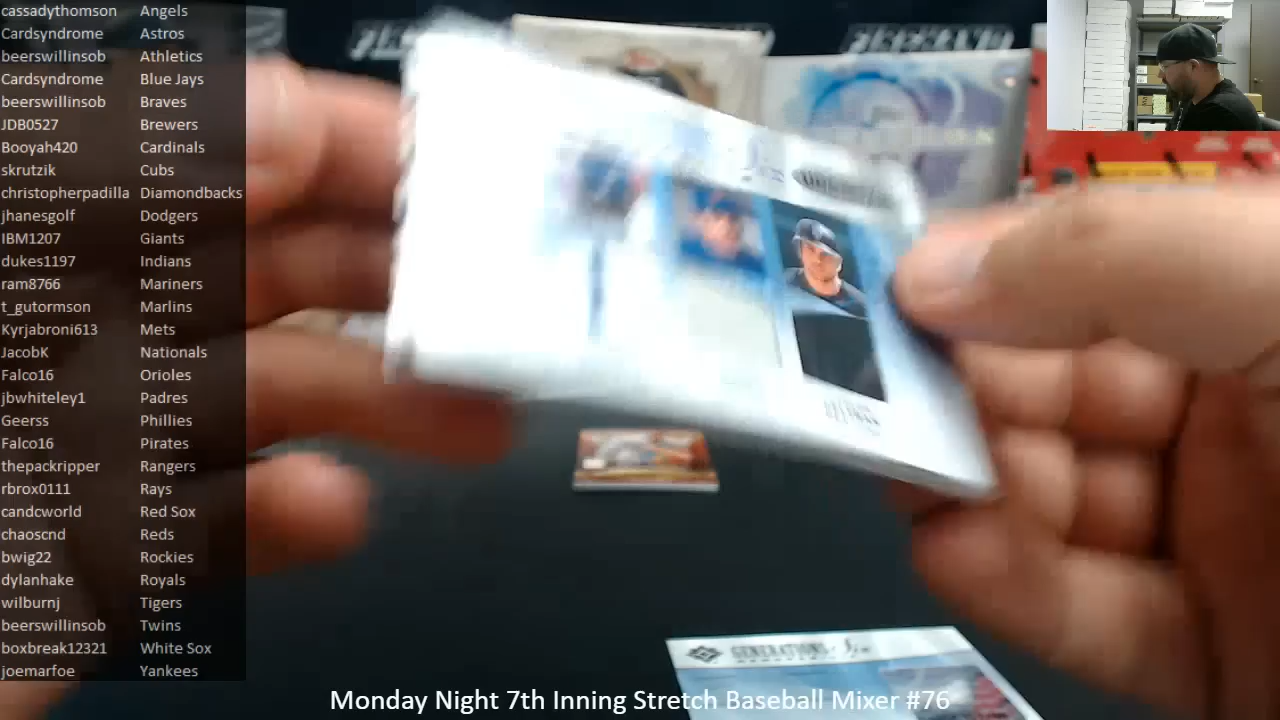 cassadythomson Angels
Cardsyndrome Astros
beerswillinsob Athletics
Cardsyndrome Blue Jays
beerswillinsob Braves
JDB0527 Brewers
Booyah420 Cardinals
skrutzik Cubs
christopherpadilla Diamondbacks
jhanesgolf Dodgers
IBM1207 Giants
dukes1197 Indians
ram8766 Mariners
t_gutormson Marlins
Kyrjabroni613 Mets
JacobK Nationals
Falco16 Orioles
jbwhiteley1 Padres
Geerss Phillies
Falco16 Pirates
thepackripper Rangers
rbrox0111 Rays
candcworld Red Sox
chaoscnd Reds
bwig22 Rockies
dylanhake Royals
wilburnj Tigers
beerswillinsob Twins
boxbreak12321 White Sox
joemarfoe Yankees
GENERATIONS
Monday Night 7th Inning Stretch Baseball Mixer #76